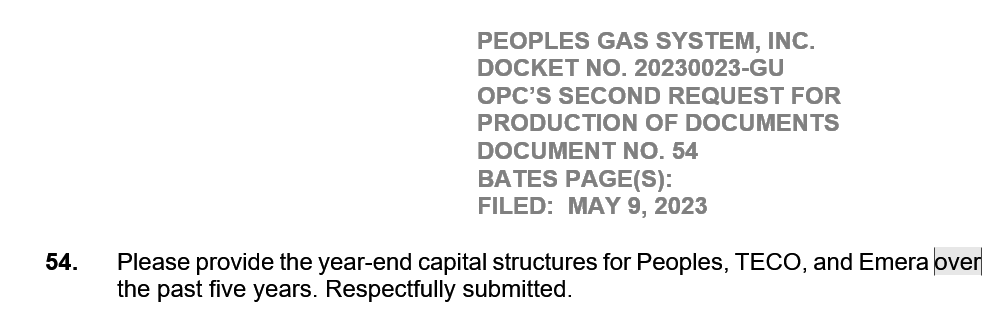 PEOPLES GAS SYSTEM, INC.
DOCKET NO. 20230023-GU
OPC’S SECOND REQUEST FOR
PRODUCTION OF DOCUMENTS
DOCUMENT NO. 54
BATES PAGE(S):
FILED:  MAY 9, 2023
54. Please provide the year-end capital structures for Peoples, TECO, and Emera over
the past five years. Respectfully submitted.